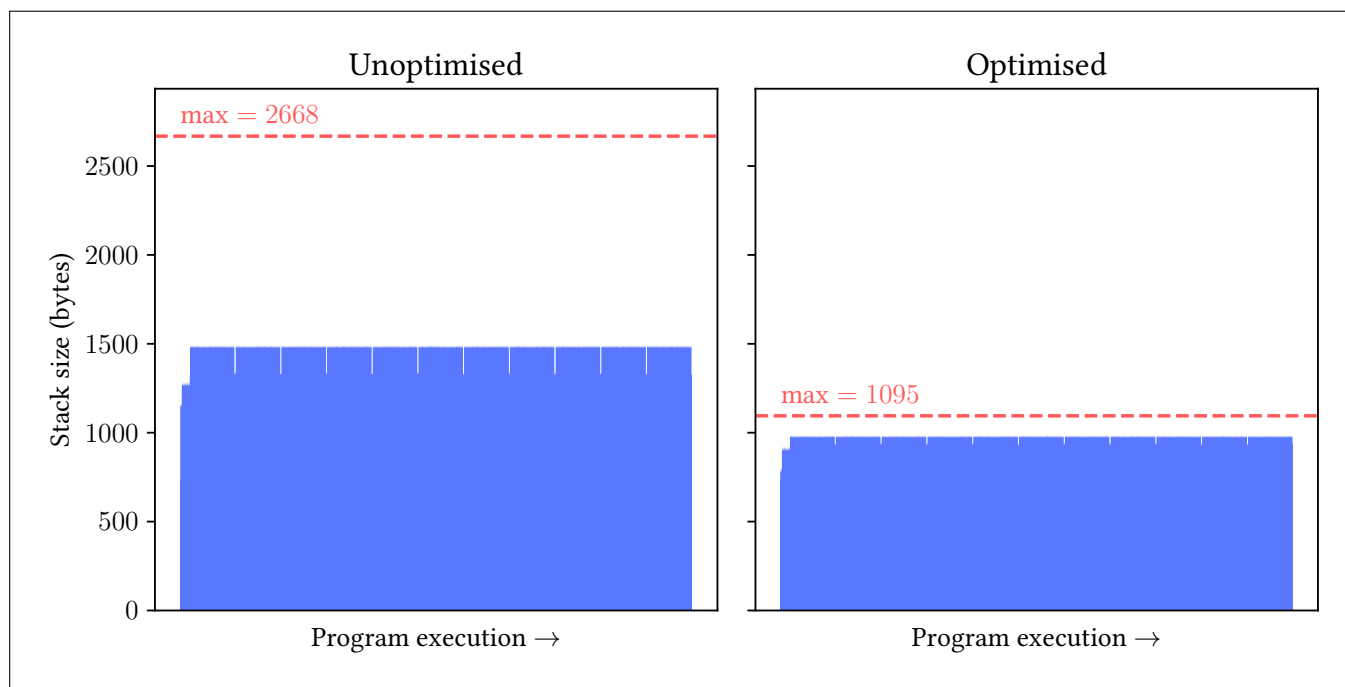 Unoptimised
max = 2668
2500
2000
1500
1000
500
0
Stack size (bytes)
Program execution →
Optimised
max = 1095
Program execution →